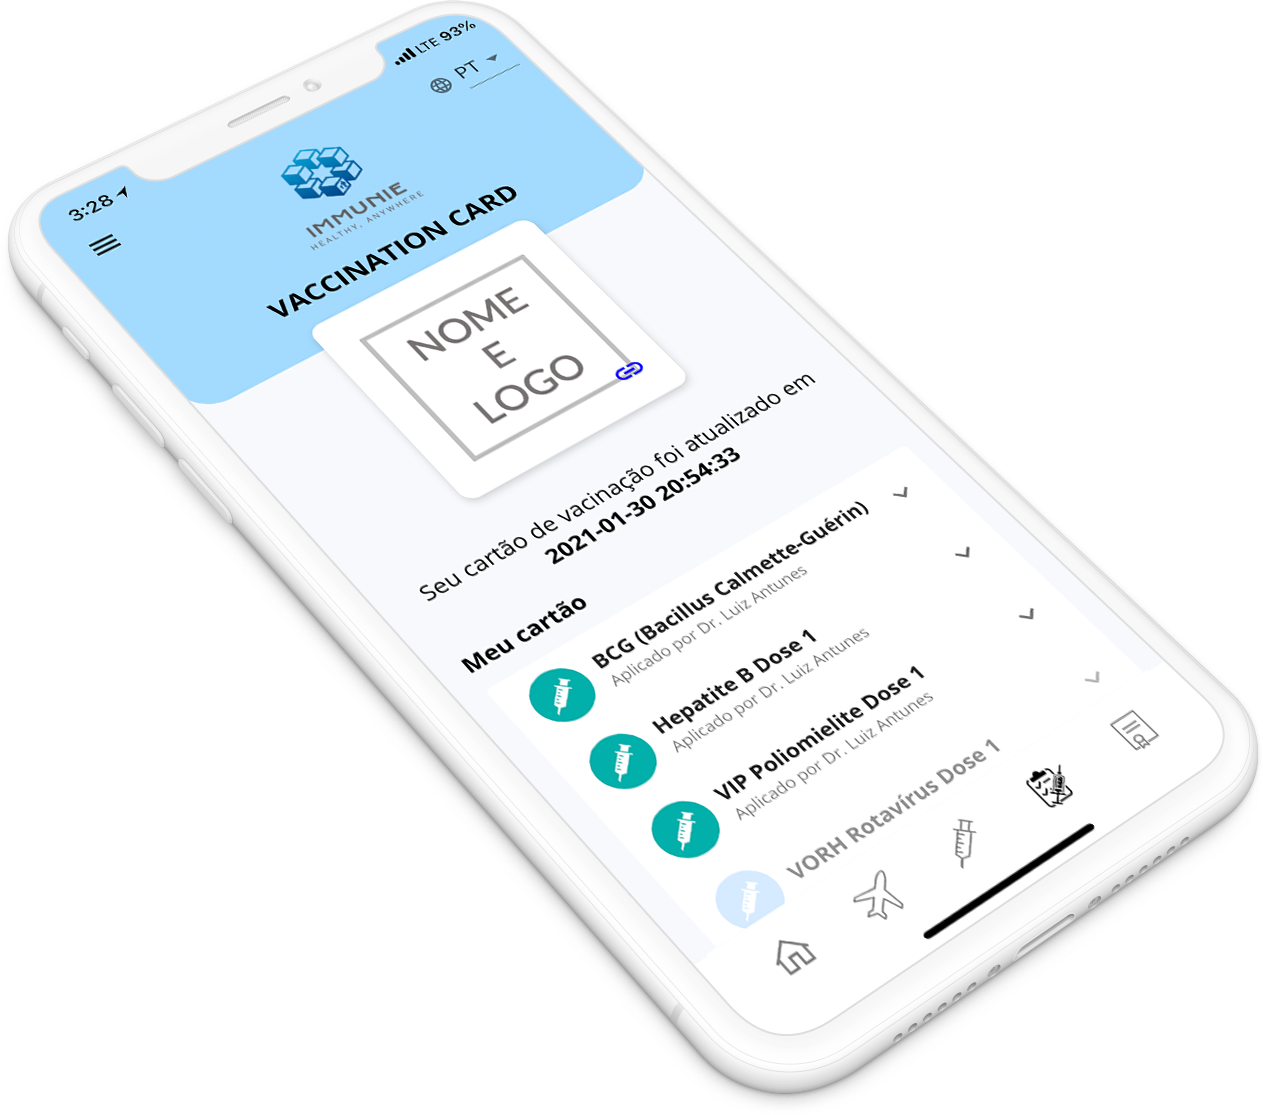 3:28
LTE 93%
PT
IMMUNIE
HEALTHY, ANYWHERE
VACCINATION CARD
NOME
E
LOGO
Seu cartão de vacinação foi atualizado em
2021-01-30 20:54:33
Meu cartão
BCG (Bacillus Calmette-Guérin)
Aplicado por Dr. Luiz Antunes
Hepatite B Dose 1
Aplicado por Dr. Luiz Antunes
VIP Poliomielite Dose 1
Aplicado por Dr. Luiz Antunes
VORH Rotavírus Dose 1